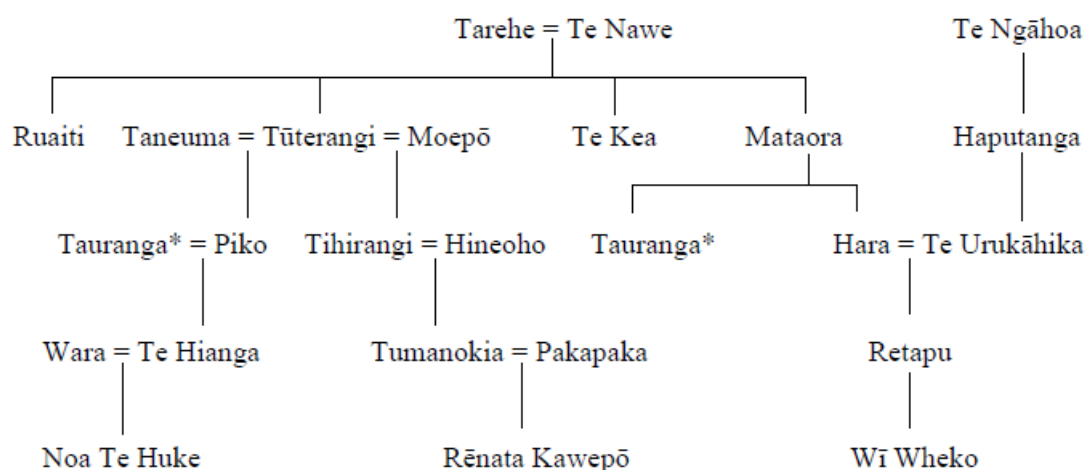 Tarehe = Te Nawe Te Ngāhoa
Ruaiti Taneuma = Tūterangi = Moepō Te Kea Mataora Haputanga
Tauranga* = Piko Tihirangi = Hineoho Tauranga* Hara = Te Urukāhika
Wara = Te Hianga Tumanokia = Pakapaka Retapu
Noa Te Huke Rēnata Kawepō Wī Wheko